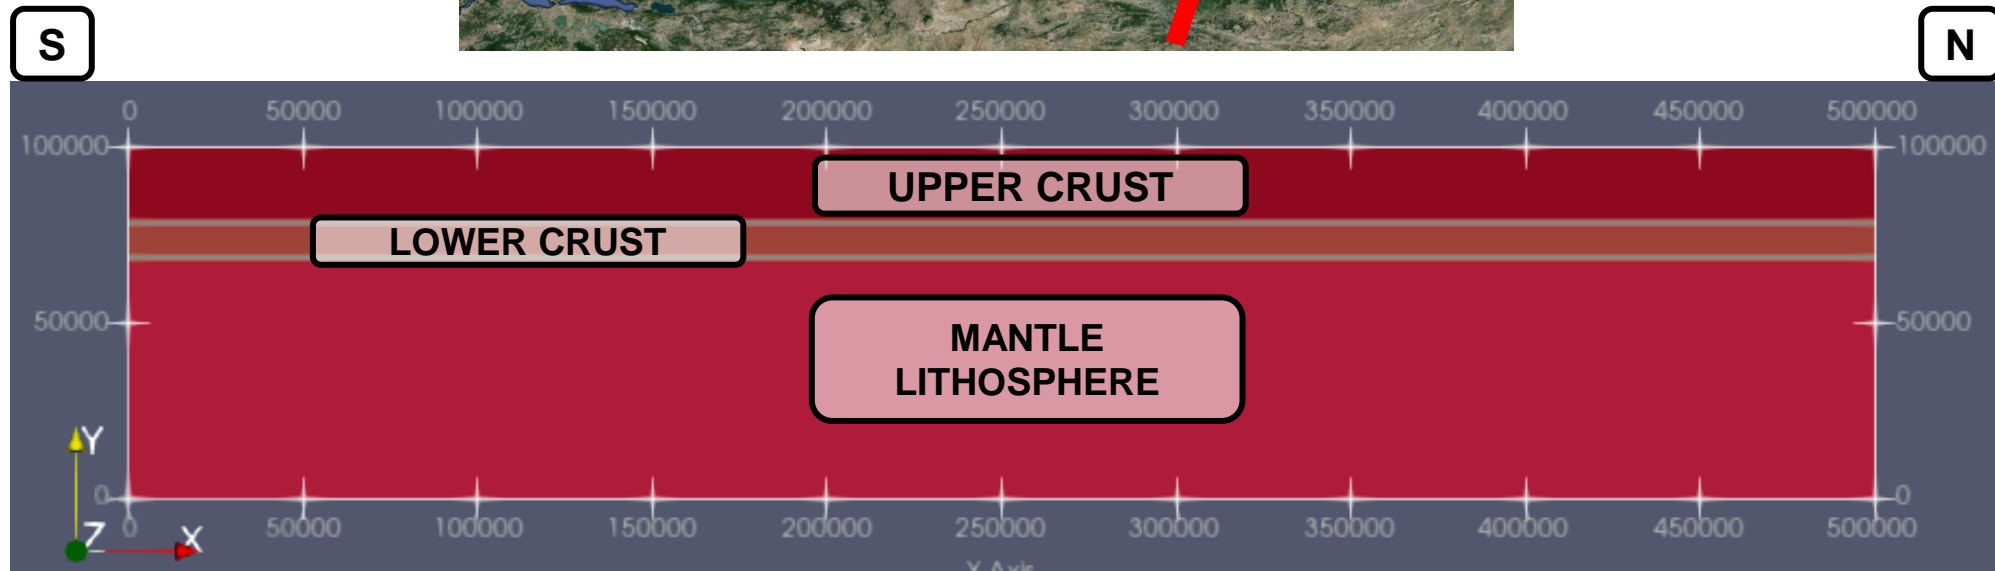 S
N
0 50000 100000 150000 200000 250000 300000 350000 400000 450000 500000
100000 100000
UPPER CRUST
LOWER CRUST
50000 50000
MANTLE
LITHOSPHERE
Y
0 0
Z X
0 50000 100000 150000 200000 250000 300000 350000 400000 450000 500000
X Axis